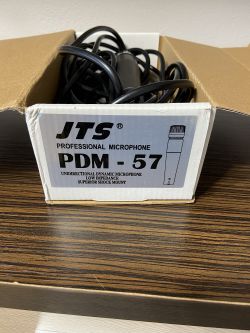 JTS®
PROFESSIONAL MICROPHONE
PDM - 57
UNIDIRECTIONAL DYNAMIC MICROPHONE
LOW IMPEDANCE
SUPERIOR SHOCK MOUNT